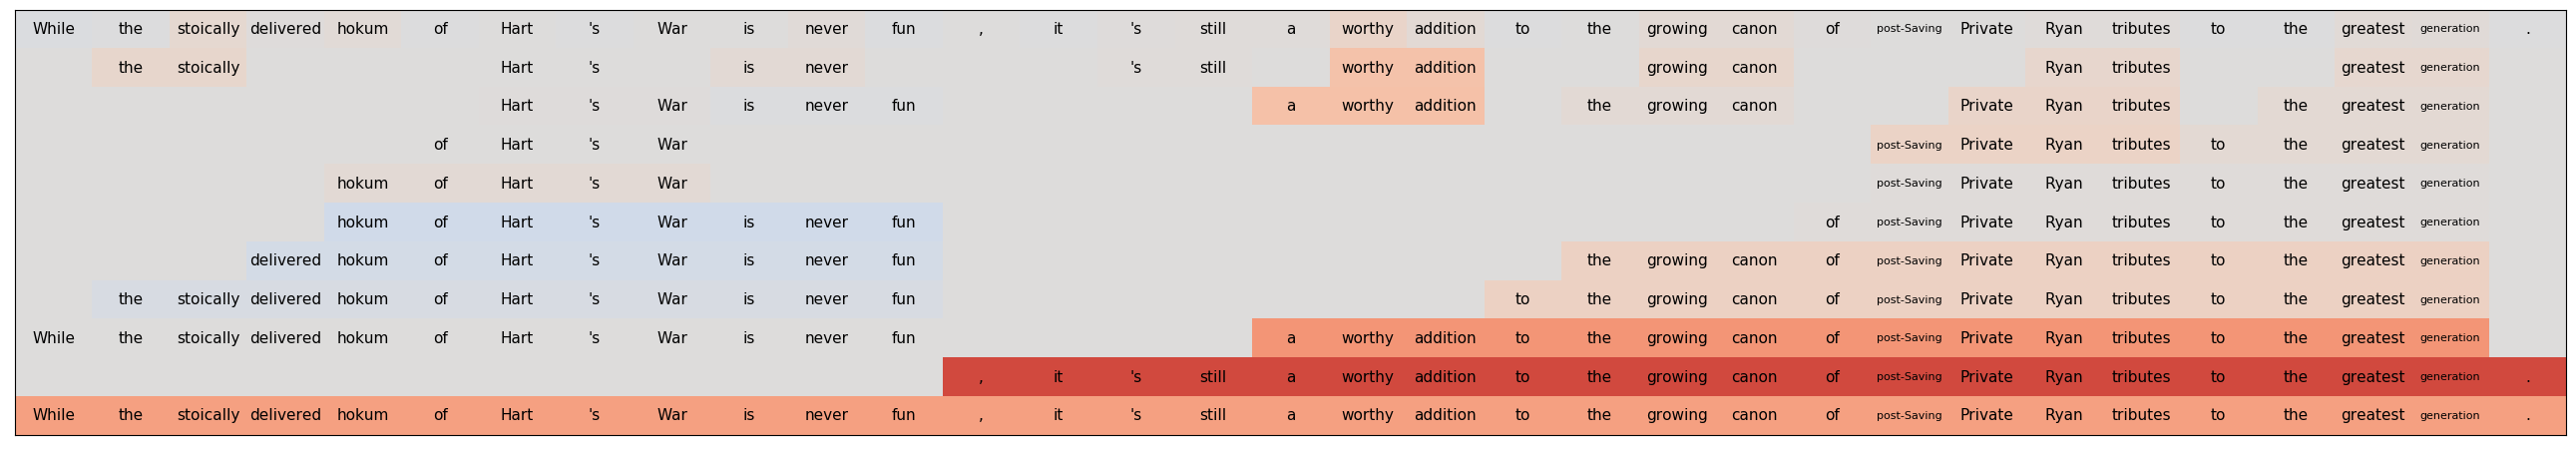 While the stoically delivered hokum of Hart 's War is never fun , it 's still a worthy addition to the growing canon of post-Saving Private Ryan tributes to the greatest generation .
the stoically Hart 's is never 's still worthy addition growing canon Ryan tributes greatest generation
Hart 's War is never fun a worthy addition the growing canon Private Ryan tributes the greatest generation
of Hart 's War post-Saving Private Ryan tributes to the greatest generation
hokum of Hart 's War post-Saving Private Ryan tributes to the greatest generation
hokum of Hart 's War is never fun of post-Saving Private Ryan tributes to the greatest generation
delivered hokum of Hart 's War is never fun the growing canon of post-Saving Private Ryan tributes to the greatest generation
the stoically delivered hokum of Hart 's War is never fun to the growing canon of post-Saving Private Ryan tributes to the greatest generation
While the stoically delivered hokum of Hart 's War is never fun a worthy addition to the growing canon of post-Saving Private Ryan tributes to the greatest generation
, it 's still a worthy addition to the growing canon of post-Saving Private Ryan tributes to the greatest generation .
While the stoically delivered hokum of Hart 's War is never fun , it 's still a worthy addition to the growing canon of post-Saving Private Ryan tributes to the greatest generation .